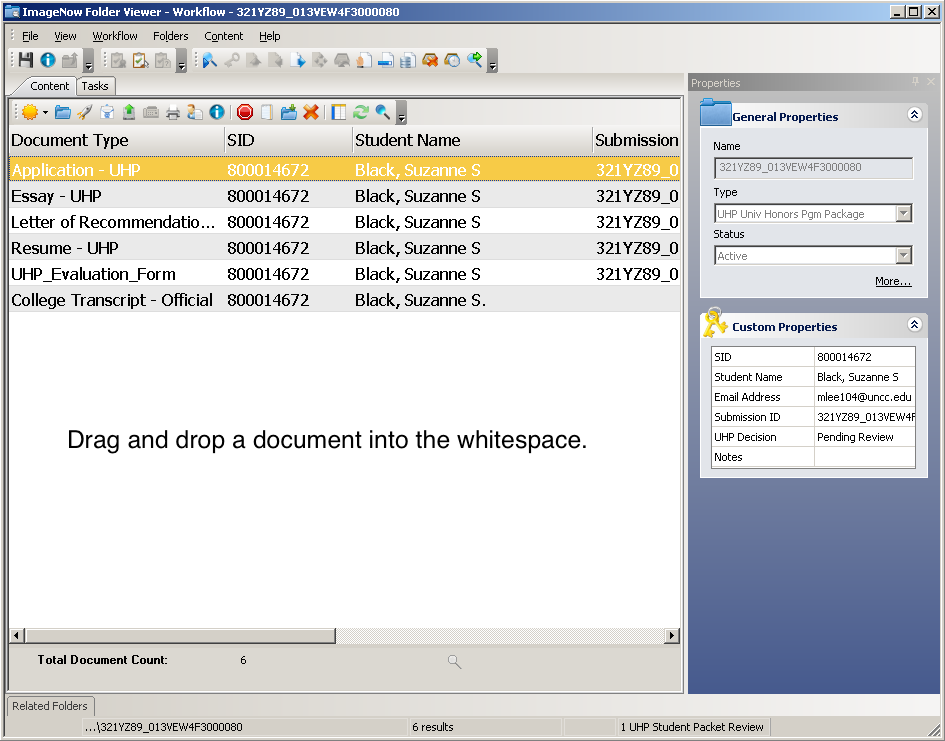 ImageNow Folder Viewer - Workflow - 321YZ89_013VEW4F3000080
File View Workflow Folders Content Help
Content Tasks
Document Type SID Student Name Submission
Application - UHP 800014672 Black, Suzanne S 321YZ89_0
Essay - UHP 800014672 Black, Suzanne S 321YZ89_0
Letter of Recommendatio... 800014672 Black, Suzanne S 321YZ89_0
Resume - UHP 800014672 Black, Suzanne S 321YZ89_0
UHP_Evaluation_Form 800014672 Black, Suzanne S 321YZ89_0
College Transcript - Official 800014672 Black, Suzanne S.
Drag and drop a document into the whitespace.
Total Document Count: 6
Properties
General Properties
Name
321YZ89_013VEW4F3000080
Type
UHP Univ Honors Pgm Package
Status
Active
More...
Custom Properties
SID 800014672
Student Name Black, Suzanne S
Email Address mlee104@uncc.edu
Submission ID 321YZ89_013VEW4F
UHP Decision Pending Review
Notes
Related Folders
...\321YZ89_013VEW4F3000080 6 results 1 UHP Student Packet Review